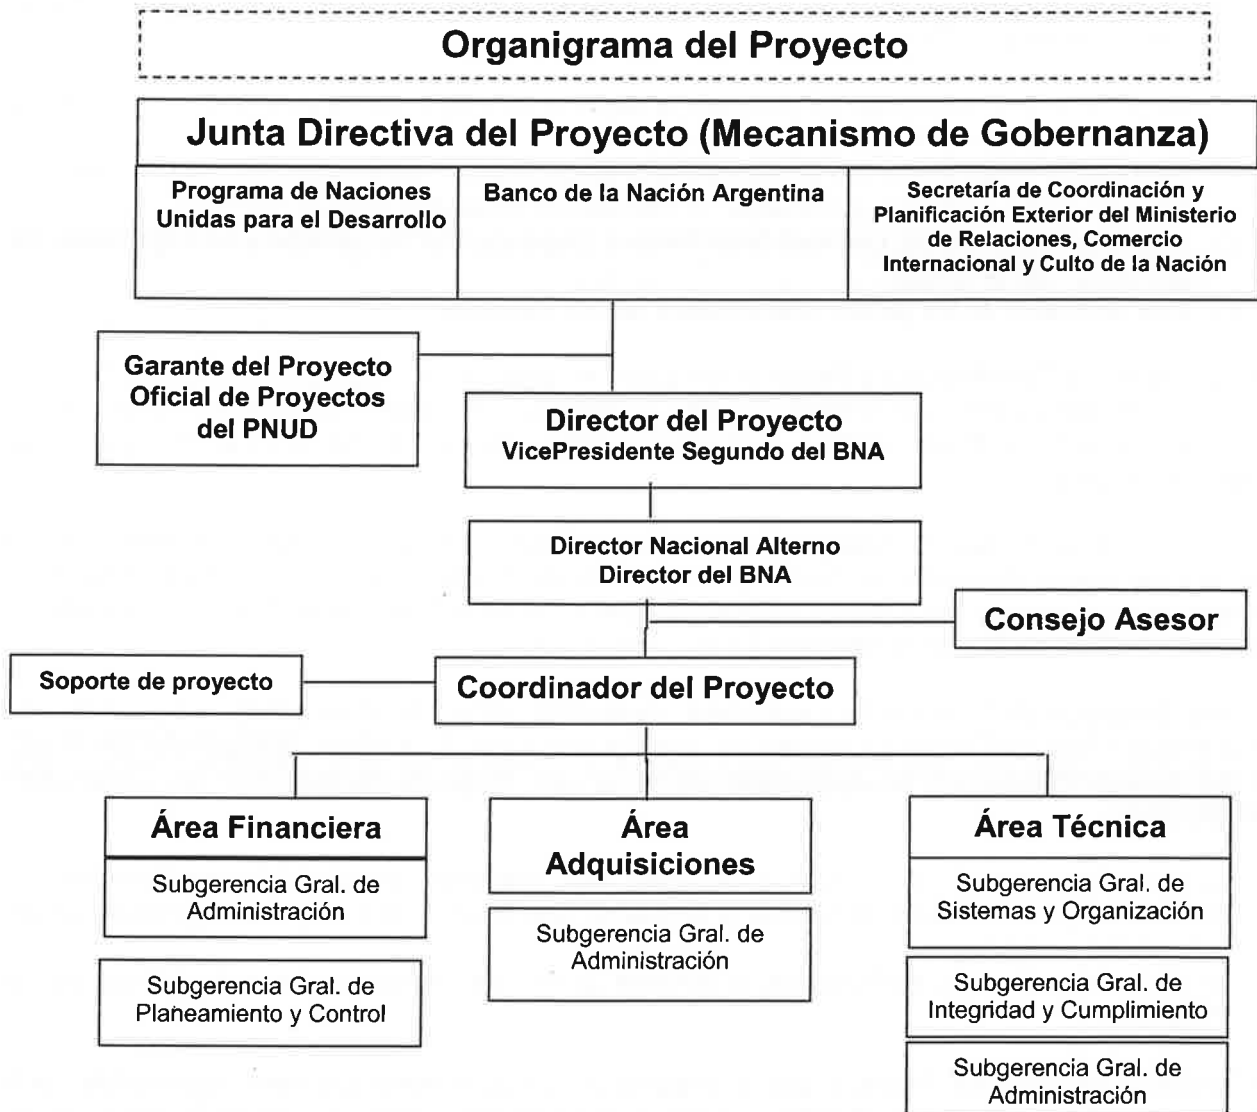 Organigrama del Proyecto
Junta Directiva del Proyecto (Mecanismo de Gobernanza)
Programa de Naciones
Unidas para el Desarrollo
Banco de la Nación Argentina
Secretaría de Coordinación y
Planificación Exterior del Ministerio
de Relaciones, Comercio
Internacional y Culto de la Nación
Garante del Proyecto
Oficial de Proyectos
del PNUD
Director del Proyecto
VicePresidente Segundo del BNA
Director Nacional Alterno
Director del BNA
Consejo Asesor
Soporte de proyecto
Coordinador del Proyecto
Área Financiera
Subgerencia Gral. de
Administración
Subgerencia Gral. de
Planeamiento y Control
Área
Adquisiciones
Subgerencia Gral. de
Administración
Área Técnica
Subgerencia Gral. de
Sistemas y Organización
Subgerencia Gral. de
Integridad y Cumplimiento
Subgerencia Gral. de
Administración